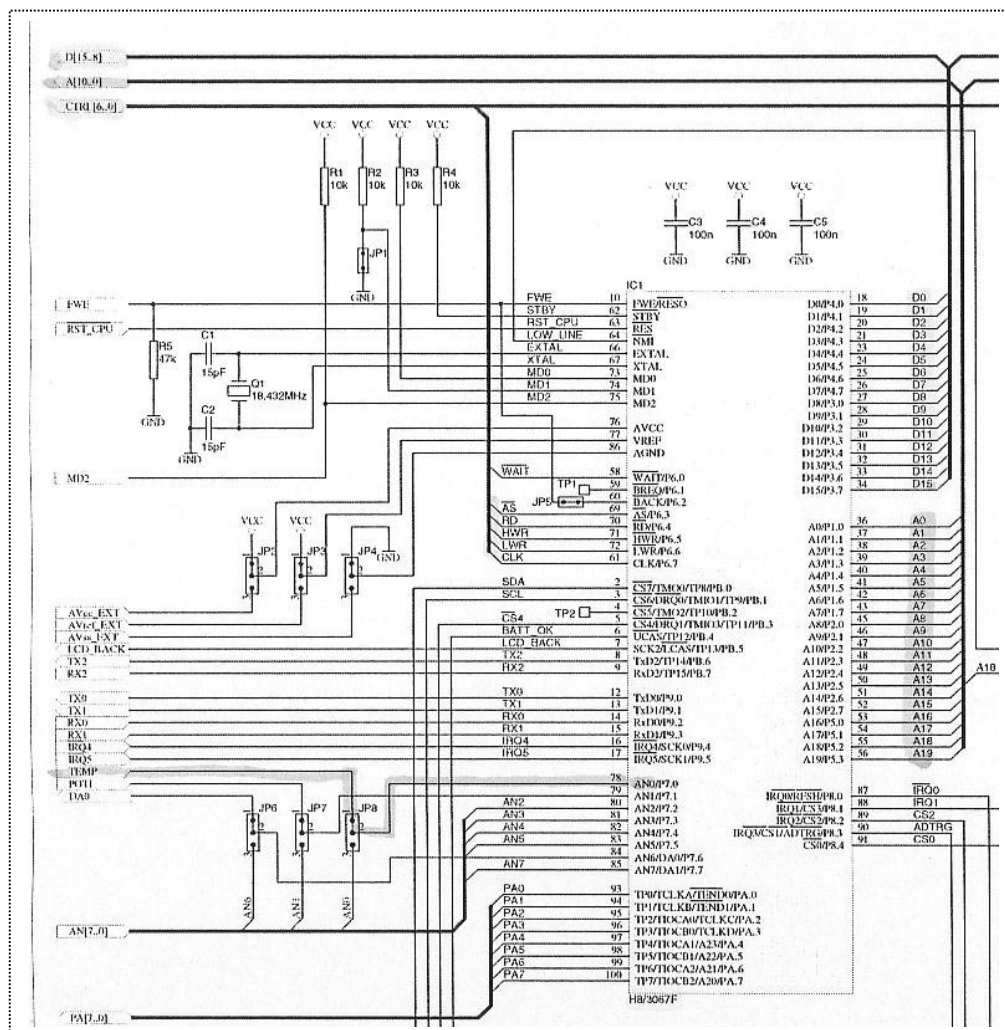 D[15..8]
A[10..0]
CTRL[6..0]
VCC VCC VCC VCC
R1 10k
R2 10k
R3 10k
R4 10k
JP1
GND
VCC VCC VCC
C3 100n
C4 100n
C5 100n
GND GND GND
IC1
FWE
RST_CPU
R5 47k
GND
C1 15pF
Q1 18,432MHz
C2 15pF
GND
MD2
FWE 10 FWE/RESO
STBY 62 STBY
RST_CPU 63 RES
LOW_LINE 64 NMI
EXTAL 66 EXTAL
XTAL 67 XTAL
MD0 73 MD0
MD1 74 MD1
MD2 75 MD2
76 AVCC
77 VREF
86 AGND
WAIT 58 WAIT/P6.0
TP1 59 BREQ/P6.1
JP5 60 BACK/P6.2
AS 69 AS/P6.3
RD 70 RD/P6.4
HWR 71 HWR/P6.5
LWR 72 LWR/P6.6
CLK 61 CLK/P6.7
VCC VCC
JP2 1 2 3
JP3 1 2 3
JP4 1 2 3
GND
SDA 2 CS7/TMO0/TP8/PB.0
SCL 3 CS6/DRQ0/TMIO1/TP9/PB.1
TP2 4 CS5/TMO2/TP10/PB.2
CS4 5 CS4/DRQ1/TMIO3/TP11/PB.3
BATT_OK 6 UCAS/TP12/PB.4
LCD_BACK 7 SCK2/LCAS/TP13/PB.5
TX2 8 TxD2/TP14/PB.6
RX2 9 RxD2/TP15/PB.7
AVcc_EXT
AVref_EXT
AVss_EXT
LCD_BACK
TX2
RX2
TX0
TX1
RX0
RX1
IRQ4
IRQ5
TEMP
POTI
DA0
TX0 12 TxD0/P9.0
TX1 13 TxD1/P9.1
RX0 14 RxD0/P9.2
RX1 15 RxD1/P9.3
IRQ4 16 IRQ4/SCK0/P9.4
IRQ5 17 IRQ5/SCK1/P9.5
78 AN0/P7.0
79 AN1/P7.1
AN2 80 AN2/P7.2
AN3 81 AN3/P7.3
AN4 82 AN4/P7.4
AN5 83 AN5/P7.5
84 AN6/DA0/P7.6
AN7 85 AN7/DA1/P7.7
JP6 1 2 3
JP7 1 2 3
JP8 1 2 3
AN6 AN1 AN0
AN[7..0]
PA0 93 TP0/TCLKA/TEND0/PA.0
PA1 94 TP1/TCLKB/TEND1/PA.1
PA2 95 TP2/TIOCA0/TCLKC/PA.2
PA3 96 TP3/TIOCB0/TCLKD/PA.3
PA4 97 TP4/TIOCA1/A23/PA.4
PA5 98 TP5/TIOCB1/A22/PA.5
PA6 99 TP6/TIOCA2/A21/PA.6
PA7 100 TP7/TIOCB2/A20/PA.7
PA[7..0]
H8/3067F
D0/P4.0 18 D0
D1/P4.1 19 D1
D2/P4.2 20 D2
D3/P4.3 21 D3
D4/P4.4 23 D4
D5/P4.5 24 D5
D6/P4.6 25 D6
D7/P4.7 26 D7
D8/P3.0 27 D8
D9/P3.1 28 D9
D10/P3.2 29 D10
D11/P3.3 30 D11
D12/P3.4 31 D12
D13/P3.5 32 D13
D14/P3.6 33 D14
D15/P3.7 34 D15
A0/P1.0 36 A0
A1/P1.1 37 A1
A2/P1.2 38 A2
A3/P1.3 39 A3
A4/P1.4 40 A4
A5/P1.5 41 A5
A6/P1.6 42 A6
A7/P1.7 43 A7
A8/P2.0 45 A8
A9/P2.1 46 A9
A10/P2.2 47 A10
A11/P2.3 48 A11
A12/P2.4 49 A12
A13/P2.5 50 A13
A14/P2.6 51 A14
A15/P2.7 52 A15
A16/P5.0 53 A16
A17/P5.1 54 A17
A18/P5.2 55 A18
A19/P5.3 56 A19
A18
IRQ0/RFSH/P8.0 87 IRQ0
IRQ1/CS3/P8.1 88 IRQ1
IRQ2/CS2/P8.2 89 CS2
IRQ3/CS1/ADTRG/P8.3 90 ADTRG
CS0/P8.4 91 CS0